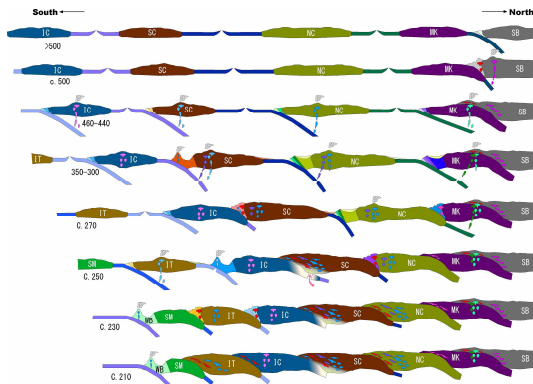 South North
IC SC NC MK SB
>500
IC SC NC MK SB
c. 500
IC SC NC MK SB
460-440
IT IC SC NC MK SB
350-300
IT IC SC NC MK SB
C. 270
SM IT IC SC NC MK SB
C. 250
WB SM IT IC SC NC MK SB
C. 230
WB SM IT IC SC NC MK SB
C. 210